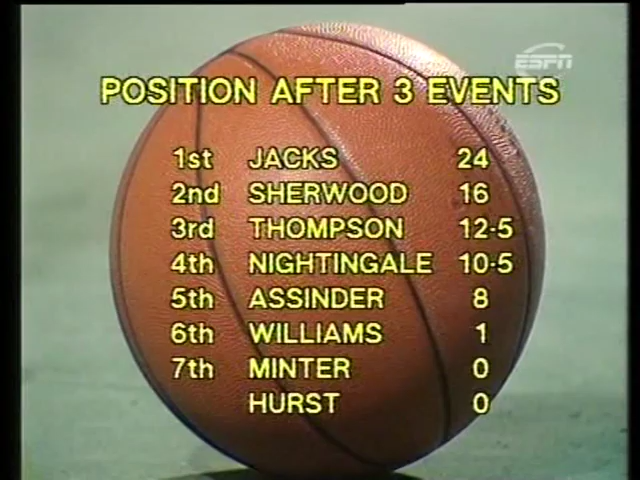 ESPN
POSITION AFTER 3 EVENTS
1st JACKS 24
2nd SHERWOOD 16
3rd THOMPSON 12·5
4th NIGHTINGALE 10·5
5th ASSINDER 8
6th WILLIAMS 1
7th MINTER 0
HURST 0